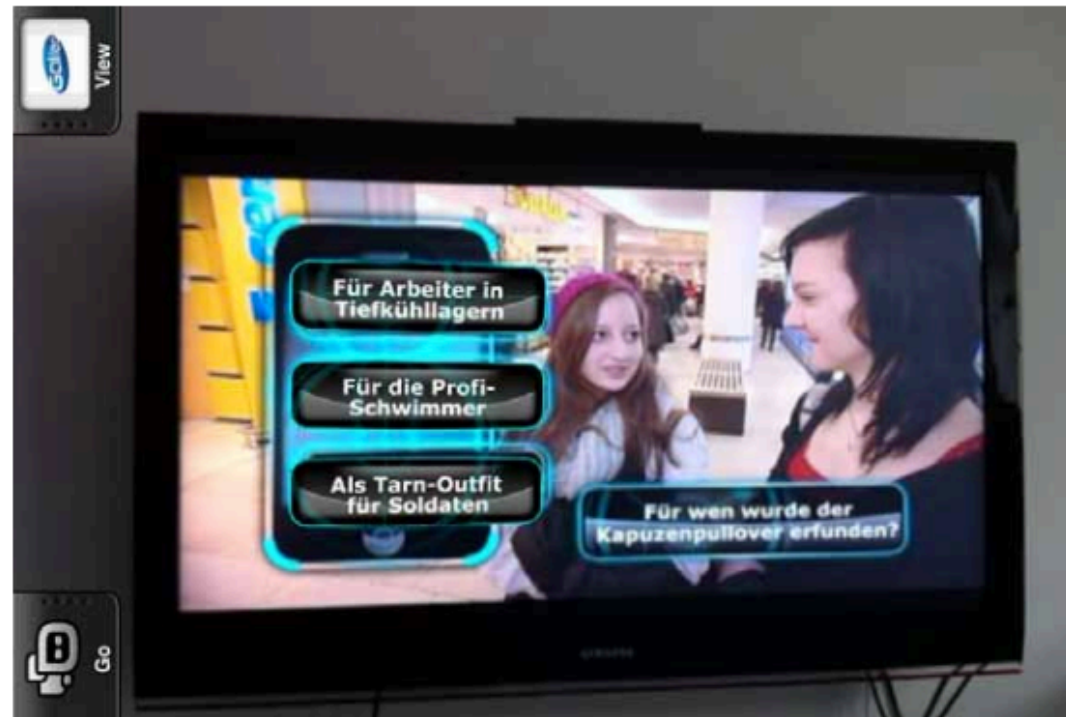 View
Go
Für Arbeiter in
Tiefkühllagern
Für die Profi-
Schwimmer
Als Tarn-Outfit
für Soldaten
Für wen wurde der
Kapuzenpullover erfunden?
SAMSUNG